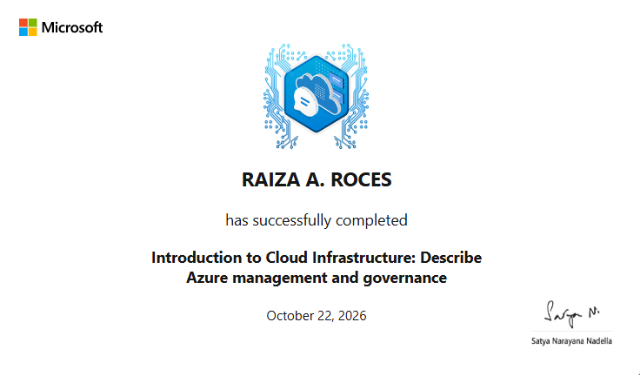 Microsoft
RAIZA A. ROCES
has successfully completed
Introduction to Cloud Infrastructure: Describe
Azure management and governance
October 22, 2026
Satya N.
Satya Narayana Nadella